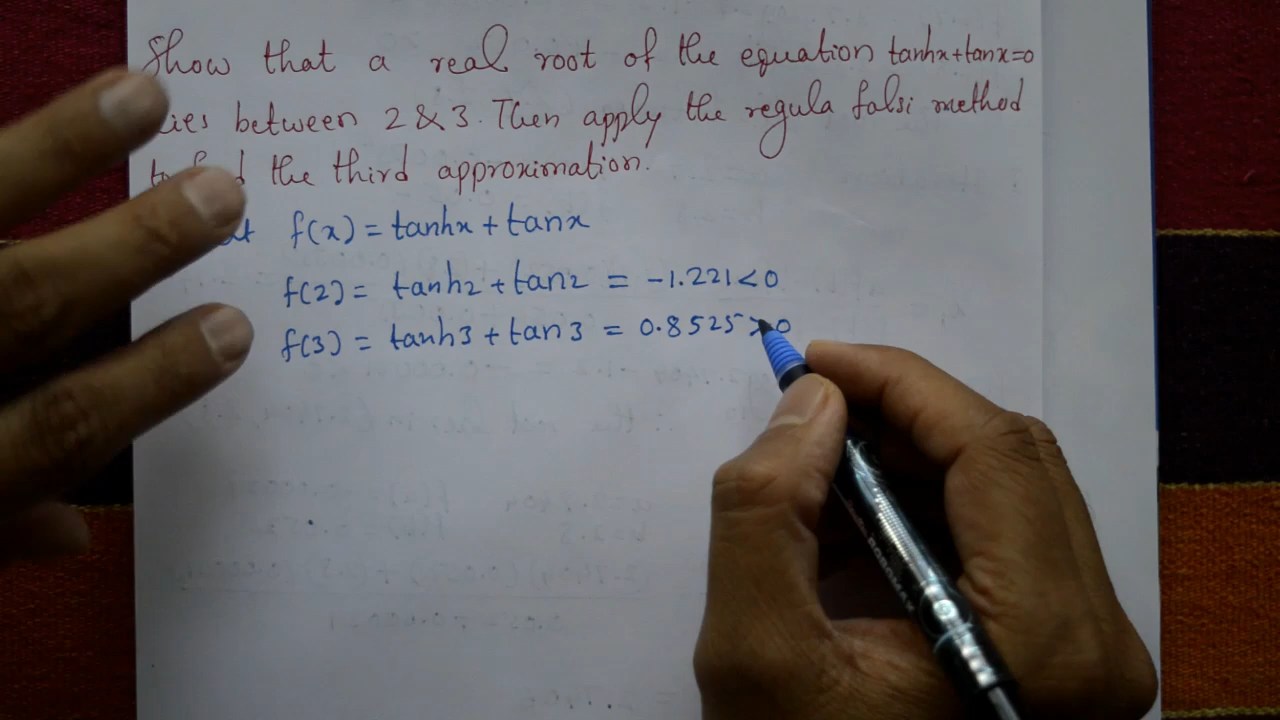 Show that a real root of the equation tanhx+tanx=0
lies between 2 & 3. Then apply the regula falsi method
the third approximation.
f(x) = tanhx + tanx
f(2) = tanh2 + tan2 = -1.221 < 0
f(3) = tanh3 + tan3 = 0.8525 > 0